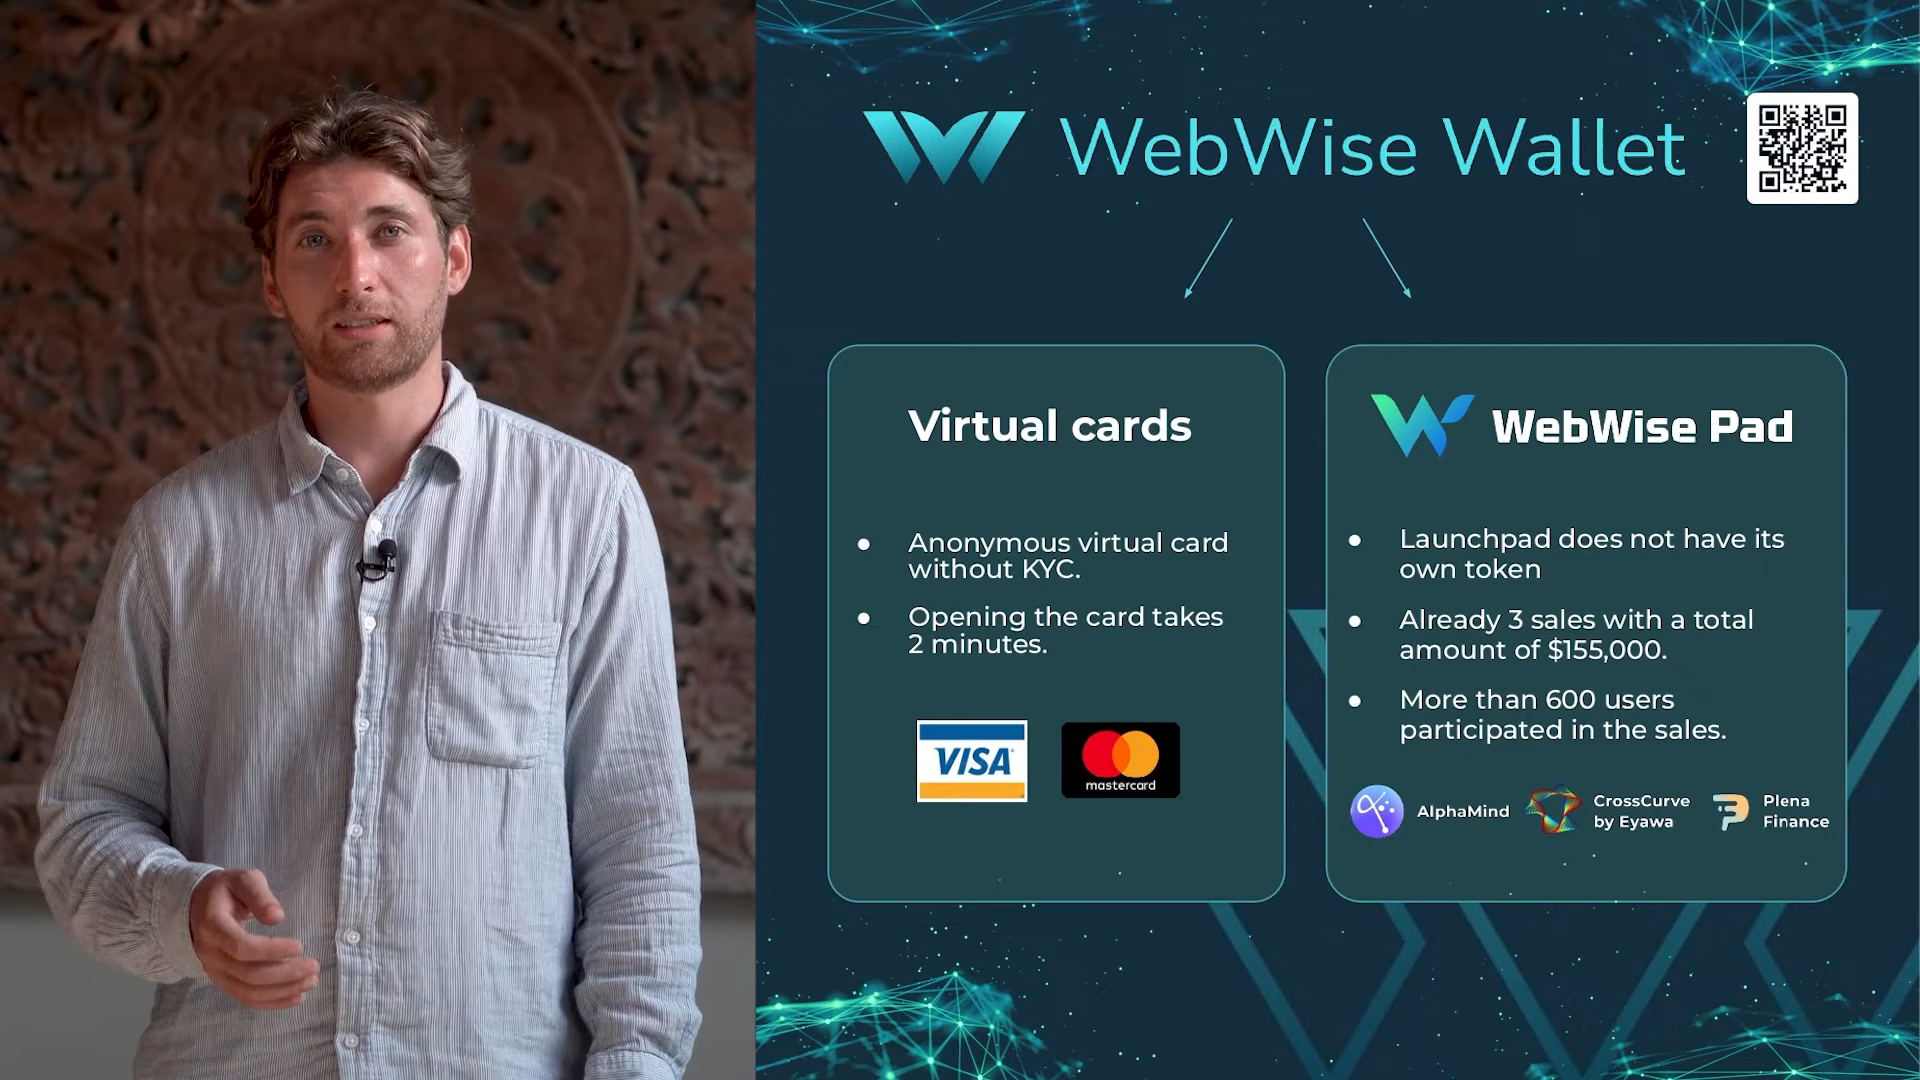 WebWise Wallet
Virtual cards
Anonymous virtual card
without KYC.
Opening the card takes
2 minutes.
VISA
mastercard
WebWise Pad
Launchpad does not have its
own token
Already 3 sales with a total
amount of $155,000.
More than 600 users
participated in the sales.
AlphaMind
CrossCurve
by Eyawa
Plena
Finance